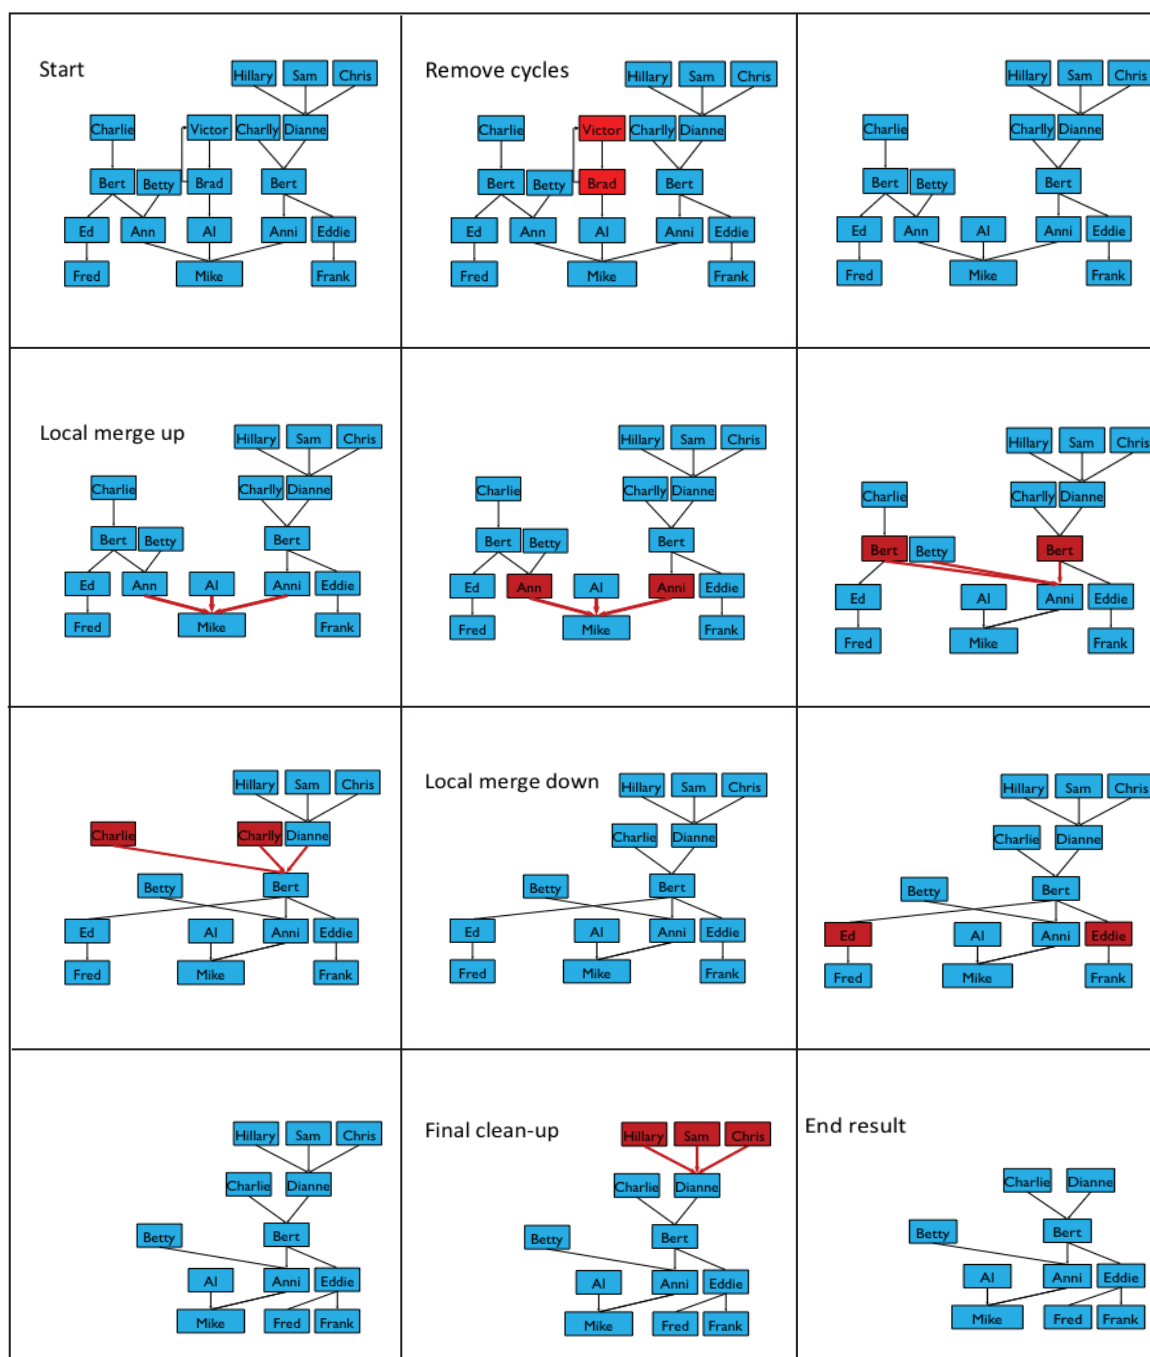 Start
Hillary Sam Chris
Charlie Victor Charlly Dianne
Bert Betty Brad Bert
Ed Ann Al Anni Eddie
Fred Mike Frank
Remove cycles
Hillary Sam Chris
Charlie Victor Charlly Dianne
Bert Betty Brad Bert
Ed Ann Al Anni Eddie
Fred Mike Frank
Hillary Sam Chris
Charlie Charlly Dianne
Bert Betty Bert
Ed Ann Al Anni Eddie
Fred Mike Frank
Local merge up
Hillary Sam Chris
Charlie Charlly Dianne
Bert Betty Bert
Ed Ann Al Anni Eddie
Fred Mike Frank
Hillary Sam Chris
Charlie Charlly Dianne
Bert Betty Bert
Ed Ann Al Anni Eddie
Fred Mike Frank
Hillary Sam Chris
Charlie Charlly Dianne
Bert Betty Bert
Ed Al Anni Eddie
Fred Mike Frank
Hillary Sam Chris
Charlie Charlly Dianne
Betty Bert
Ed Al Anni Eddie
Fred Mike Frank
Local merge down
Hillary Sam Chris
Charlie Dianne
Betty Bert
Ed Al Anni Eddie
Fred Mike Frank
Hillary Sam Chris
Charlie Dianne
Betty Bert
Ed Al Anni Eddie
Fred Mike Frank
Hillary Sam Chris
Charlie Dianne
Betty Bert
Al Anni Eddie
Mike Fred Frank
Final clean-up
Hillary Sam Chris
Charlie Dianne
Betty Bert
Al Anni Eddie
Mike Fred Frank
End result
Charlie Dianne
Betty Bert
Al Anni Eddie
Mike Fred Frank